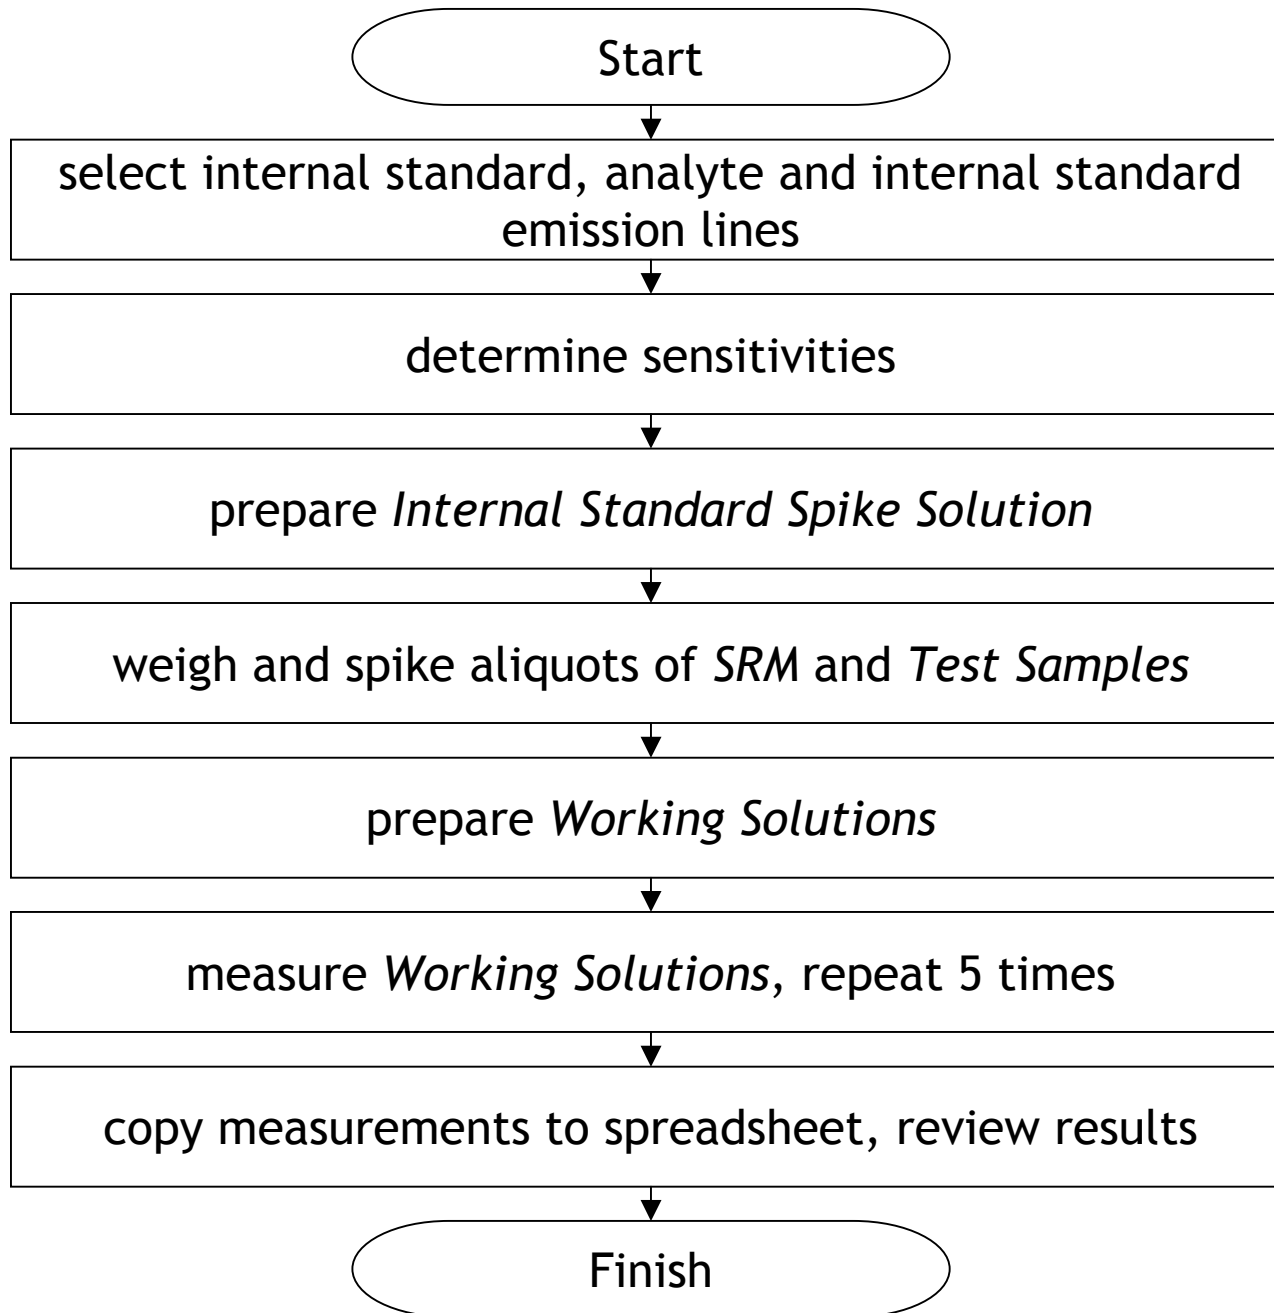 Start
select internal standard, analyte and internal standard
emission lines
determine sensitivities
prepare Internal Standard Spike Solution
weigh and spike aliquots of SRM and Test Samples
prepare Working Solutions
measure Working Solutions, repeat 5 times
copy measurements to spreadsheet, review results
Finish